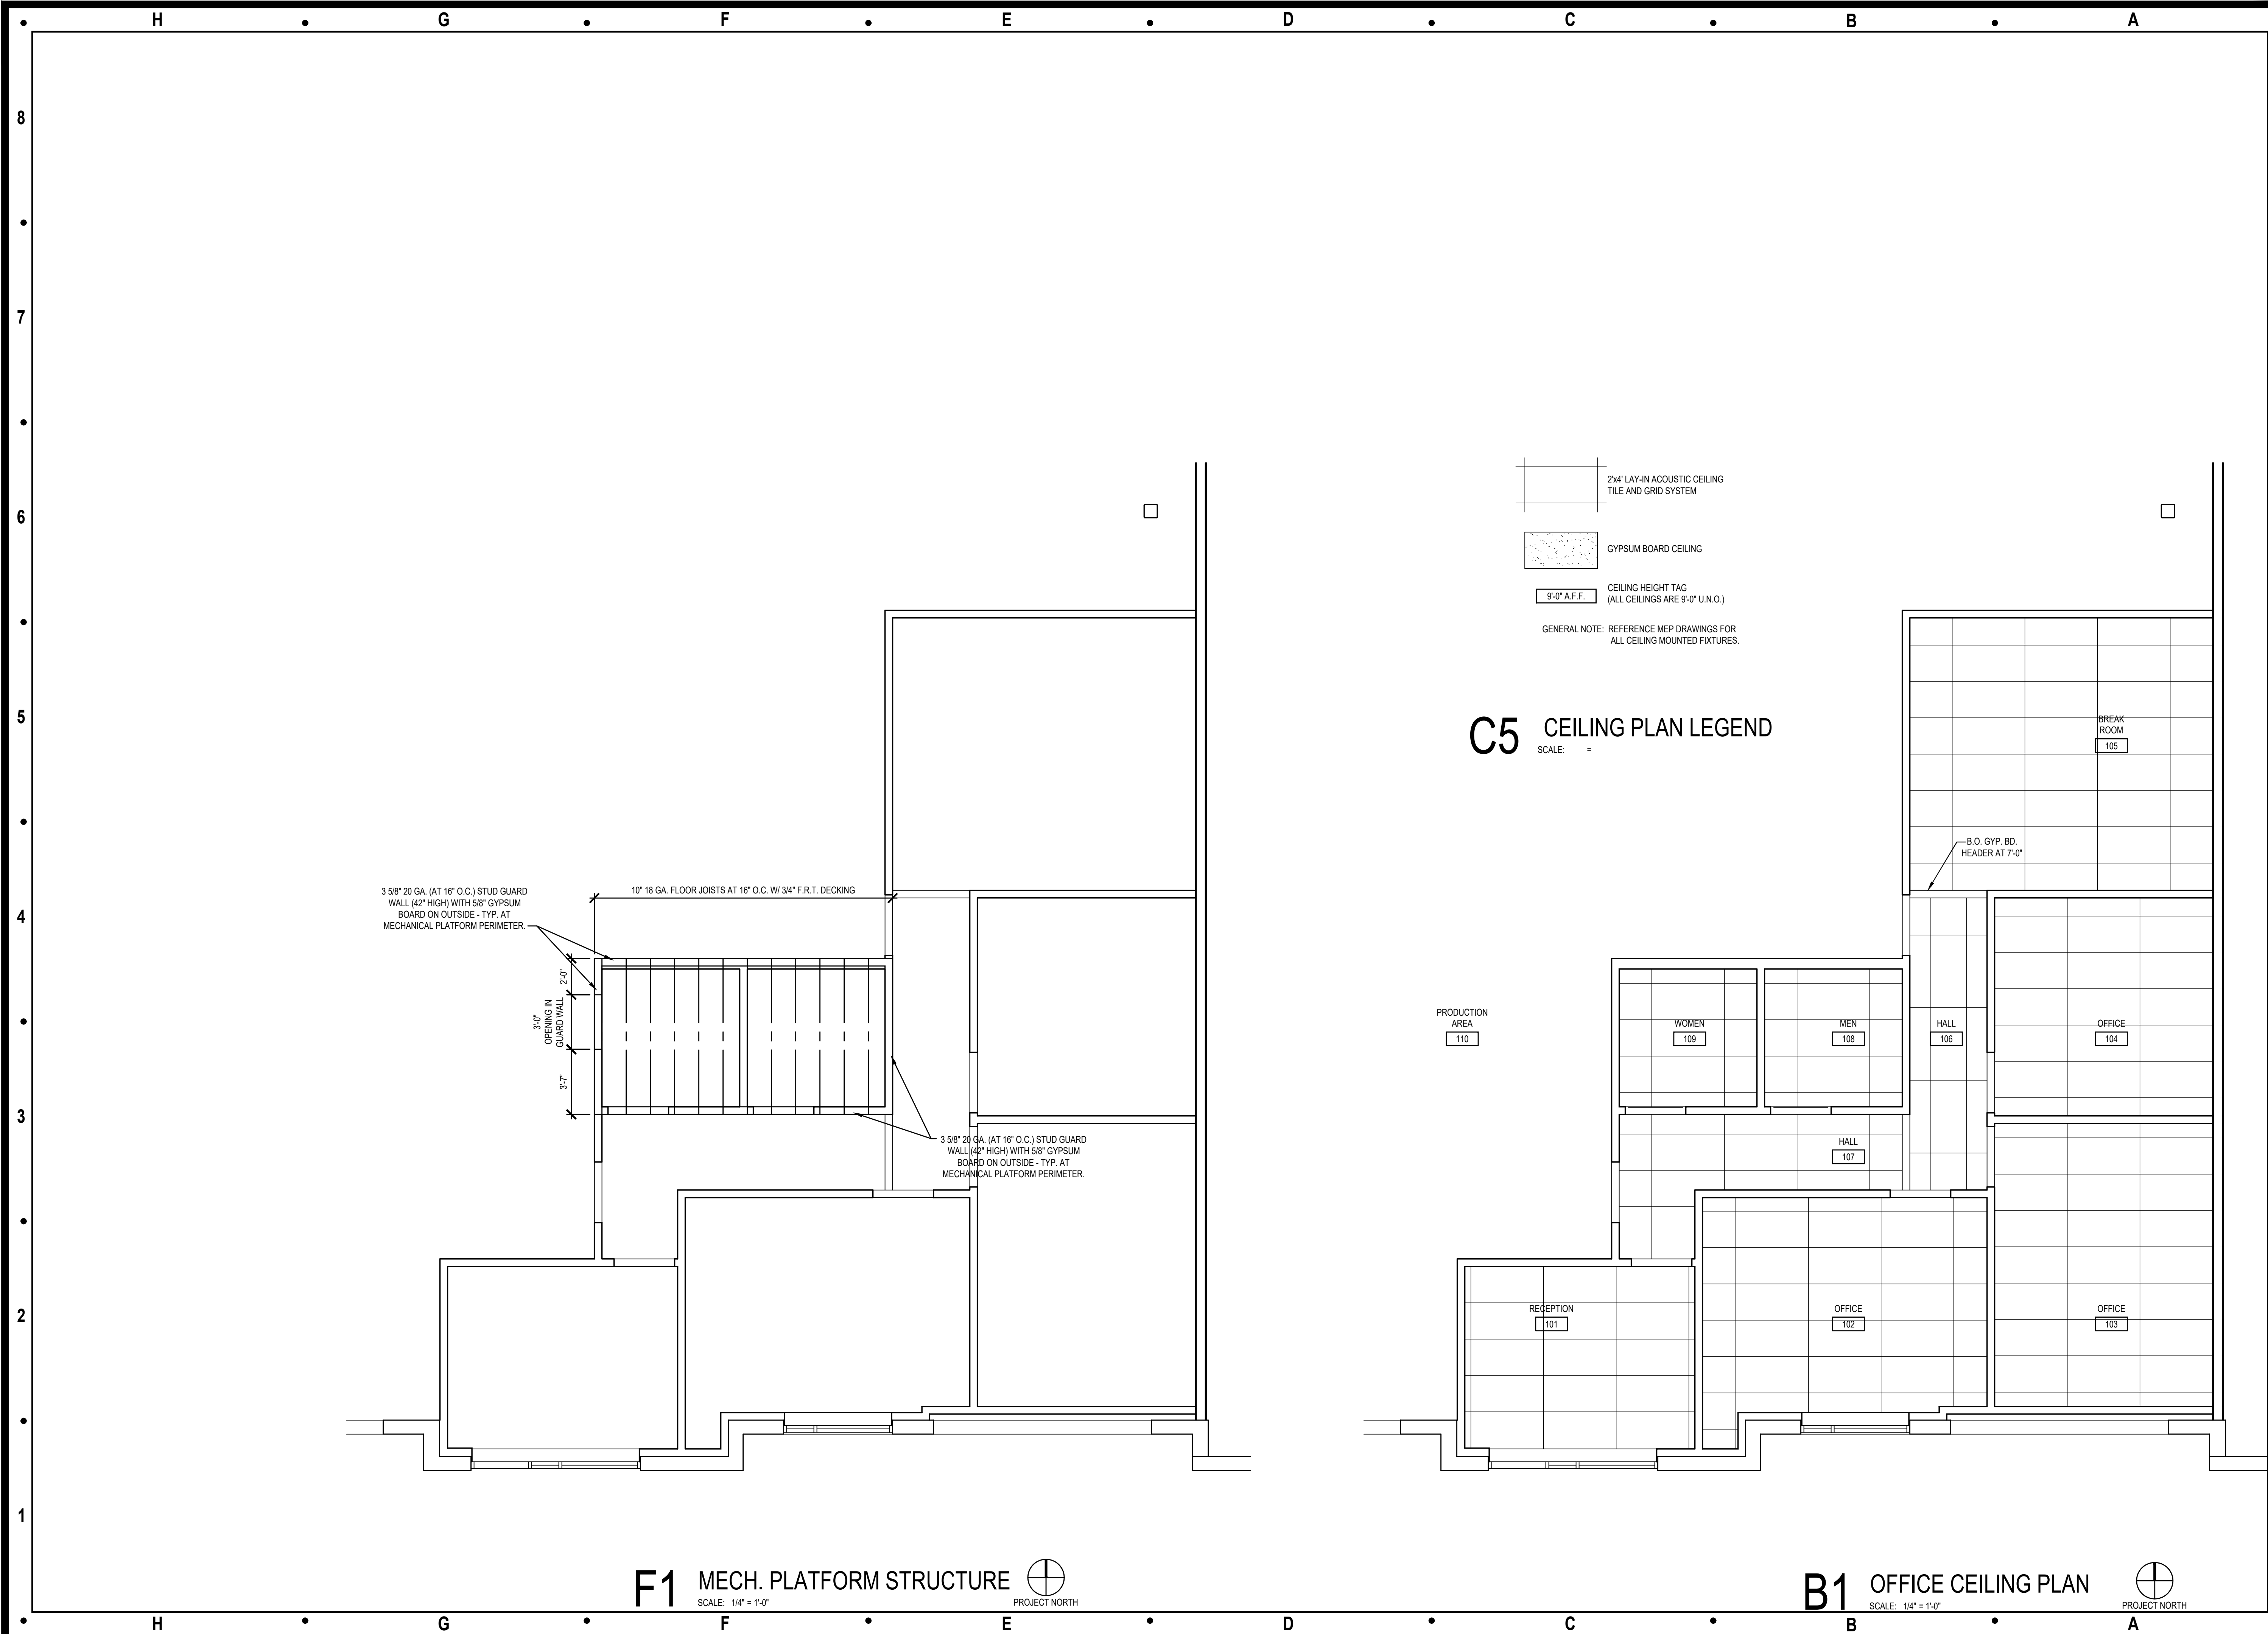 H G F E D C B A
8
7
6
5
4
3
2
1
3 5/8" 20 GA. (AT 16" O.C.) STUD GUARD
WALL (42" HIGH) WITH 5/8" GYPSUM
BOARD ON OUTSIDE - TYP. AT
MECHANICAL PLATFORM PERIMETER.
10" 18 GA. FLOOR JOISTS AT 16" O.C. W/ 3/4" F.R.T. DECKING
2'-0"
3'-0"
OPENING IN
GUARD WALL
3'-7"
3 5/8" 20 GA. (AT 16" O.C.) STUD GUARD
WALL (42" HIGH) WITH 5/8" GYPSUM
BOARD ON OUTSIDE - TYP. AT
MECHANICAL PLATFORM PERIMETER.
F1 MECH. PLATFORM STRUCTURE
SCALE: 1/4" = 1'-0"
PROJECT NORTH
2'x4' LAY-IN ACOUSTIC CEILING
TILE AND GRID SYSTEM
GYPSUM BOARD CEILING
9'-0" A.F.F.
CEILING HEIGHT TAG
(ALL CEILINGS ARE 9'-0" U.N.O.)
GENERAL NOTE: REFERENCE MEP DRAWINGS FOR
ALL CEILING MOUNTED FIXTURES.
C5 CEILING PLAN LEGEND
SCALE: =
BREAK
ROOM
105
B.O. GYP. BD.
HEADER AT 7'-0"
PRODUCTION
AREA
110
WOMEN
109
MEN
108
HALL
106
OFFICE
104
HALL
107
RECEPTION
101
OFFICE
102
OFFICE
103
B1 OFFICE CEILING PLAN
SCALE: 1/4" = 1'-0"
PROJECT NORTH
H G F E D C B A